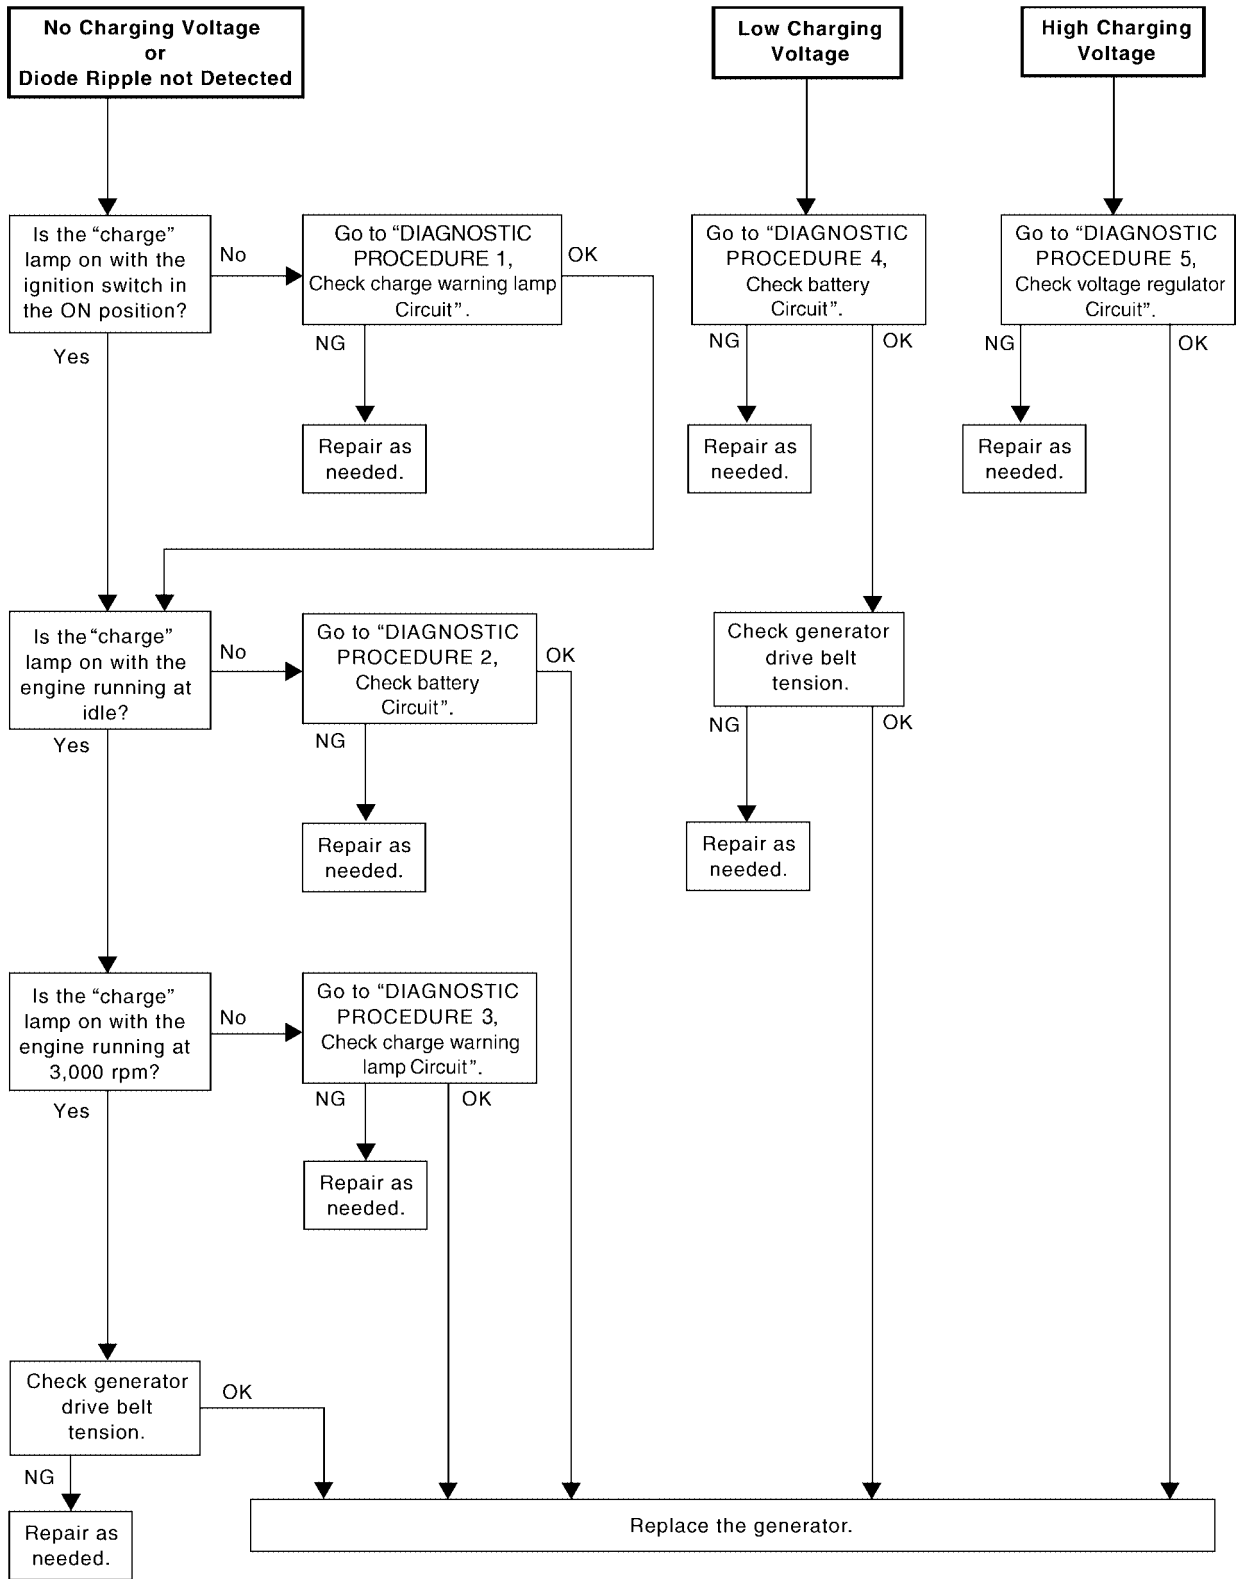 No Charging Voltage
or
Diode Ripple not Detected
Low Charging
Voltage
High Charging
Voltage
Is the “charge”
lamp on with the
ignition switch in
the ON position?
No
Go to “DIAGNOSTIC
PROCEDURE 1,
Check charge warning lamp
Circuit”.
OK
Go to “DIAGNOSTIC
PROCEDURE 4,
Check battery
Circuit”.
Go to “DIAGNOSTIC
PROCEDURE 5,
Check voltage regulator
Circuit”.
Yes
NG
NG
OK
NG
OK
Repair as
needed.
Repair as
needed.
Repair as
needed.
Is the “charge”
lamp on with the
engine running at
idle?
No
Go to “DIAGNOSTIC
PROCEDURE 2,
Check battery
Circuit”.
OK
Check generator
drive belt
tension.
Yes
NG
NG
OK
Repair as
needed.
Repair as
needed.
Is the “charge”
lamp on with the
engine running at
3,000 rpm?
No
Go to “DIAGNOSTIC
PROCEDURE 3,
Check charge warning
lamp Circuit”.
Yes
NG
OK
Repair as
needed.
Check generator
drive belt
tension.
OK
NG
Repair as
needed.
Replace the generator.